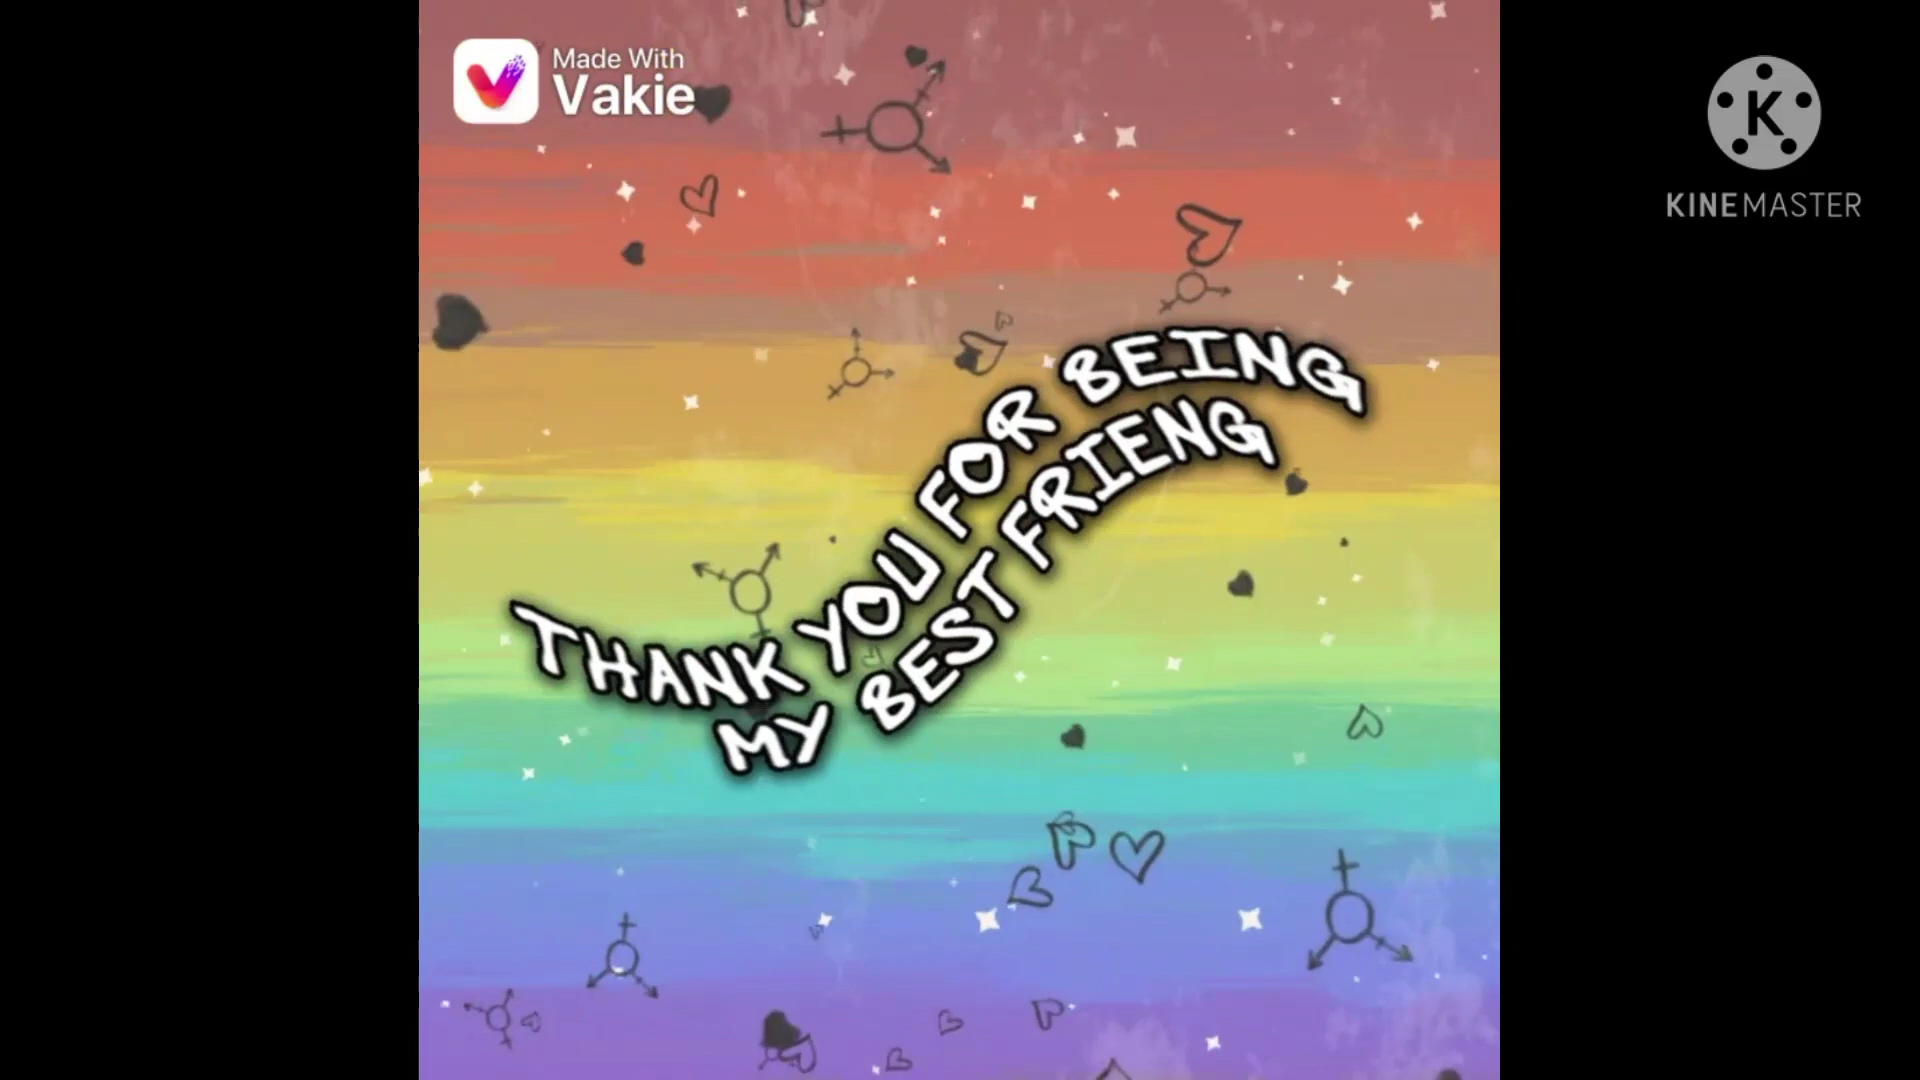 Made With
Vakie
K
KINEMASTER
THANK YOU FOR BEING
MY BEST FRIENG